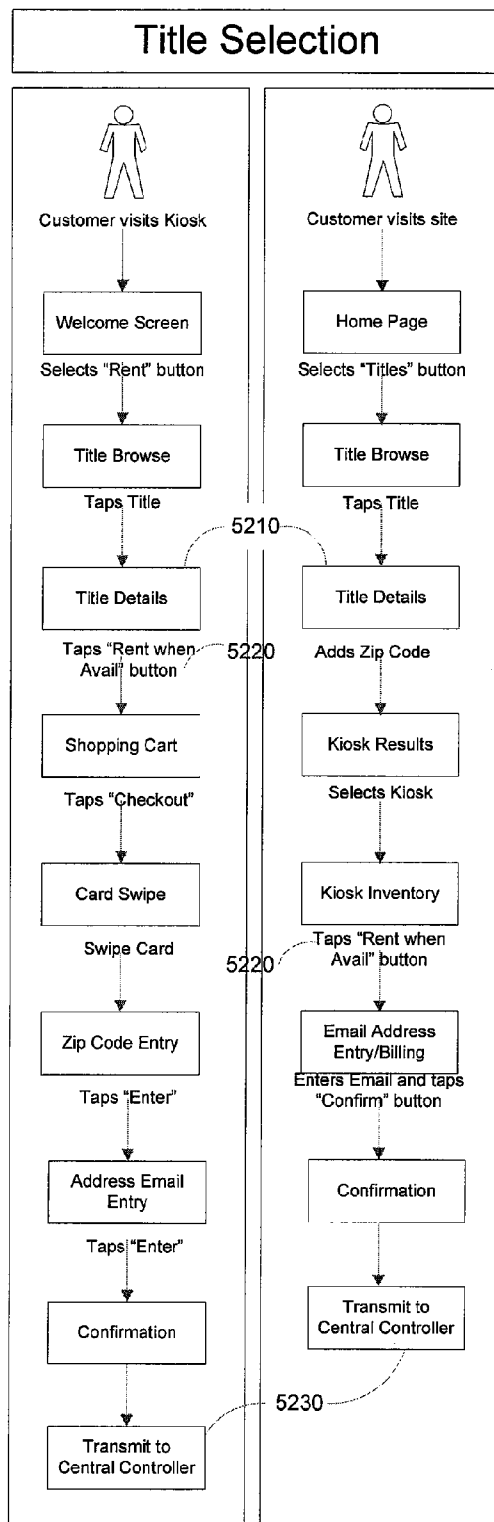 Title Selection
Customer visits Kiosk
Welcome Screen
Selects “Rent” button
Title Browse
Taps Title
Title Details
Taps “Rent when
Avail” button
Shopping Cart
Taps “Checkout”
Card Swipe
Swipe Card
Zip Code Entry
Taps “Enter”
Address Email
Entry
Taps “Enter”
Confirmation
Transmit to
Central Controller
5210
5220
5220
5230
Customer visits site
Home Page
Selects “Titles” button
Title Browse
Taps Title
Title Details
Adds Zip Code
Kiosk Results
Selects Kiosk
Kiosk Inventory
Taps “Rent when
Avail” button
Email Address
Entry/Billing
Enters Email and taps
“Confirm” button
Confirmation
Transmit to
Central Controller